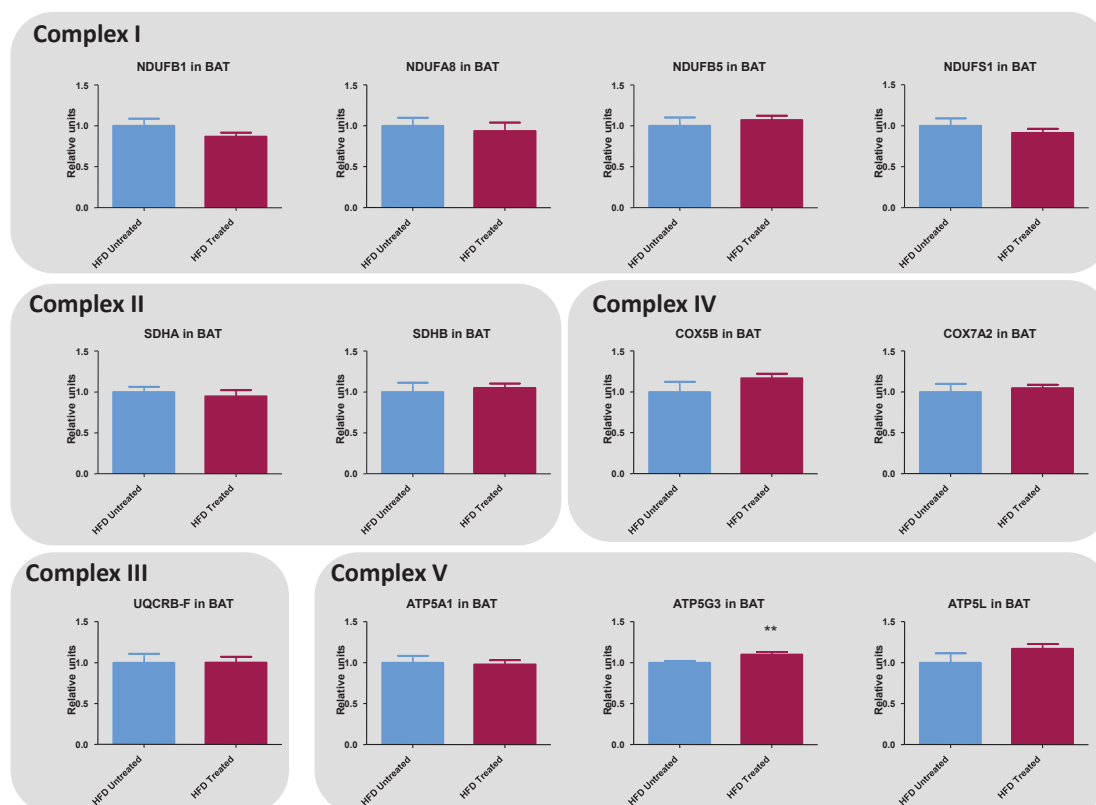 Complex I
NDUFB1 in BAT
1.5
1.0
0.5
0.0
Relative units
HFD Untreated
HFD Treated
NDUFA8 in BAT
1.5
1.0
0.5
0.0
Relative units
HFD Untreated
HFD Treated
NDUFB5 in BAT
1.5
1.0
0.5
0.0
Relative units
HFD Untreated
HFD Treated
NDUFS1 in BAT
1.5
1.0
0.5
0.0
Relative units
HFD Untreated
HFD Treated
Complex II
SDHA in BAT
1.5
1.0
0.5
0.0
Relative units
HFD Untreated
HFD Treated
SDHB in BAT
1.5
1.0
0.5
0.0
Relative units
HFD Untreated
HFD Treated
Complex IV
COX5B in BAT
1.5
1.0
0.5
0.0
Relative units
HFD Untreated
HFD Treated
COX7A2 in BAT
1.5
1.0
0.5
0.0
Relative units
HFD Untreated
HFD Treated
Complex III
UQCRB-F in BAT
1.5
1.0
0.5
0.0
Relative units
HFD Untreated
HFD Treated
Complex V
ATP5A1 in BAT
1.5
1.0
0.5
0.0
Relative units
HFD Untreated
HFD Treated
ATP5G3 in BAT
**
1.5
1.0
0.5
0.0
Relative units
HFD Untreated
HFD Treated
ATP5L in BAT
1.5
1.0
0.5
0.0
Relative units
HFD Untreated
HFD Treated